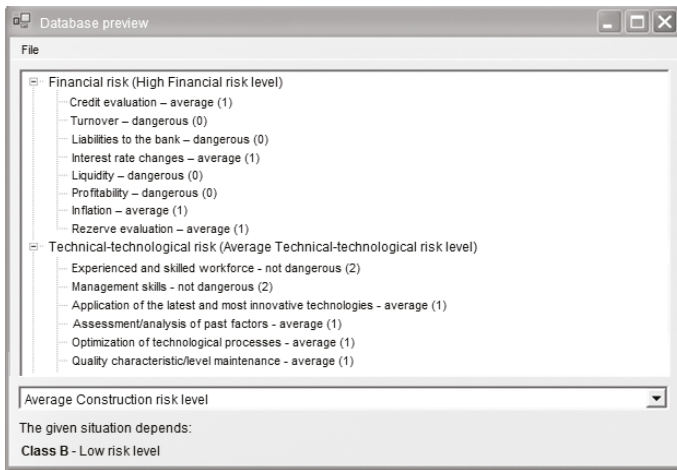 Database preview
File
Financial risk (High Financial risk level)
Credit evaluation – average (1)
Turnover – dangerous (0)
Liabilities to the bank – dangerous (0)
Interest rate changes – average (1)
Liquidity – dangerous (0)
Profitability – dangerous (0)
Inflation – average (1)
Rezerve evaluation – average (1)
Technical-technological risk (Average Technical-technological risk level)
Experienced and skilled workforce - not dangerous (2)
Management skills - not dangerous (2)
Application of the latest and most innovative technologies - average (1)
Assessment/analysis of past factors - average (1)
Optimization of technological processes - average (1)
Quality characteristic/level maintenance - average (1)
Average Construction risk level
The given situation depends:
Class B - Low risk level